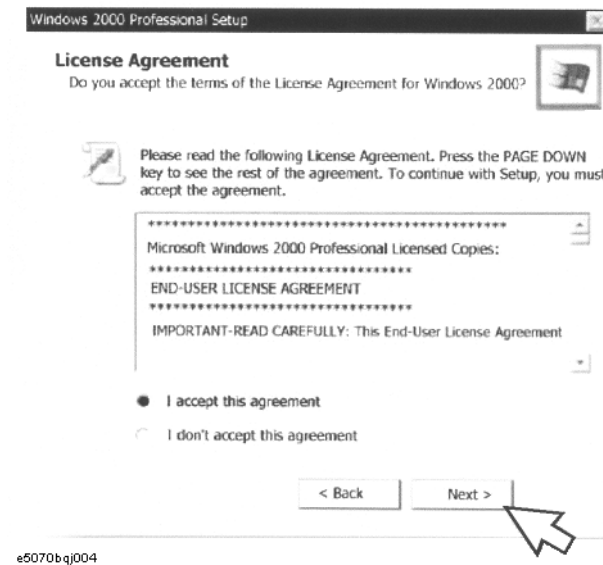 Windows 2000 Professional Setup
License Agreement
Do you accept the terms of the License Agreement for Windows 2000?
Please read the following License Agreement. Press the PAGE DOWN
key to see the rest of the agreement. To continue with Setup, you must
accept the agreement.
*********************************************
Microsoft Windows 2000 Professional Licensed Copies:
*********************************
END-USER LICENSE AGREEMENT
*********************************
IMPORTANT-READ CAREFULLY: This End-User License Agreement
I accept this agreement
I don't accept this agreement
< Back
Next >
e5070bqj004